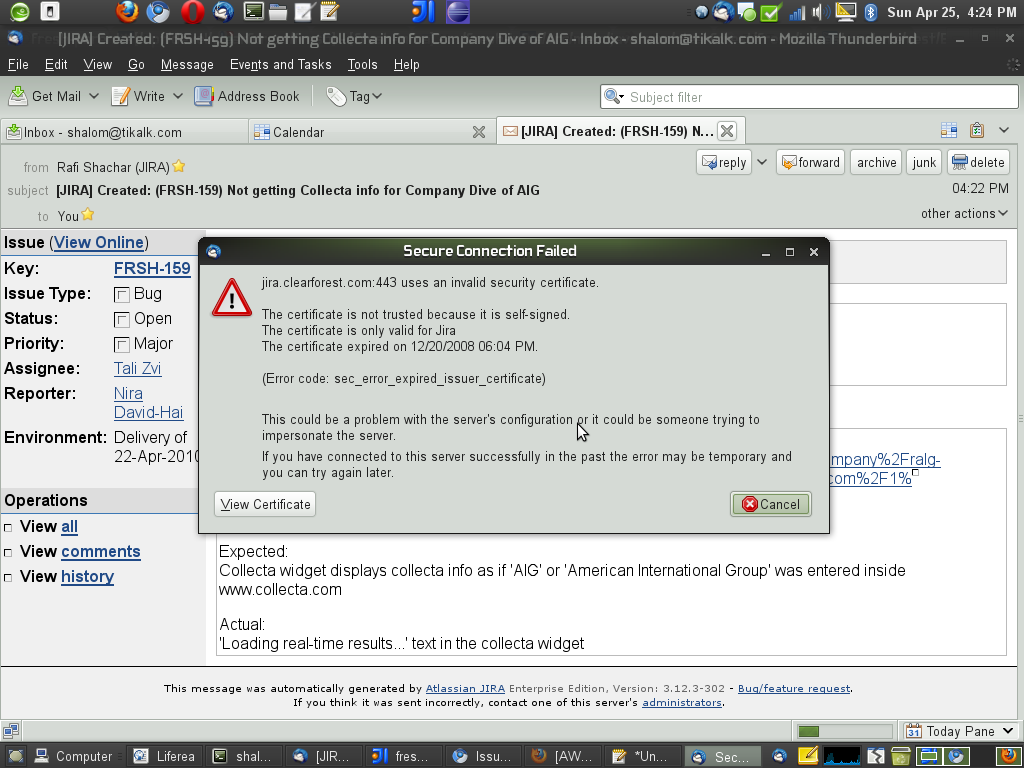 Sun Apr 25, 4:24 PM
[JIRA] Created: (FRSH-159) Not getting Collecta info for Company Dive of AIG - Inbox - shalom@tikalk.com - Mozilla Thunderbird
File Edit View Go Message Events and Tasks Tools Help
Get Mail Write Address Book Tag Subject filter
Inbox - shalom@tikalk.com Calendar [JIRA] Created: (FRSH-159) N...
from Rafi Shachar (JIRA) reply forward archive junk delete
subject [JIRA] Created: (FRSH-159) Not getting Collecta info for Company Dive of AIG 04:22 PM
to You other actions
Issue (View Online)
Key: FRSH-159
Issue Type: Bug
Status: Open
Priority: Major
Assignee: Tali Zvi
Reporter: Nira
David-Hai
Environment: Delivery of
22-Apr-2010
Operations
View all
View comments
View history
Secure Connection Failed
jira.clearforest.com:443 uses an invalid security certificate.
The certificate is not trusted because it is self-signed.
The certificate is only valid for Jira
The certificate expired on 12/20/2008 06:04 PM.
(Error code: sec_error_expired_issuer_certificate)
This could be a problem with the server's configuration or it could be someone trying to
impersonate the server.
If you have connected to this server successfully in the past the error may be temporary and
you can try again later.
View Certificate Cancel
mpany%2Fralg-
com%2F1%
Expected:
Collecta widget displays collecta info as if 'AIG' or 'American International Group' was entered inside
www.collecta.com
Actual:
'Loading real-time results...' text in the collecta widget
This message was automatically generated by Atlassian JIRA Enterprise Edition, Version: 3.12.3-302 - Bug/feature request.
If you think it was sent incorrectly, contact one of this server's administrators.
31 Today Pane
Computer Liferea shal... [JIR... fres... Issu... [AW... *Un... Sec...